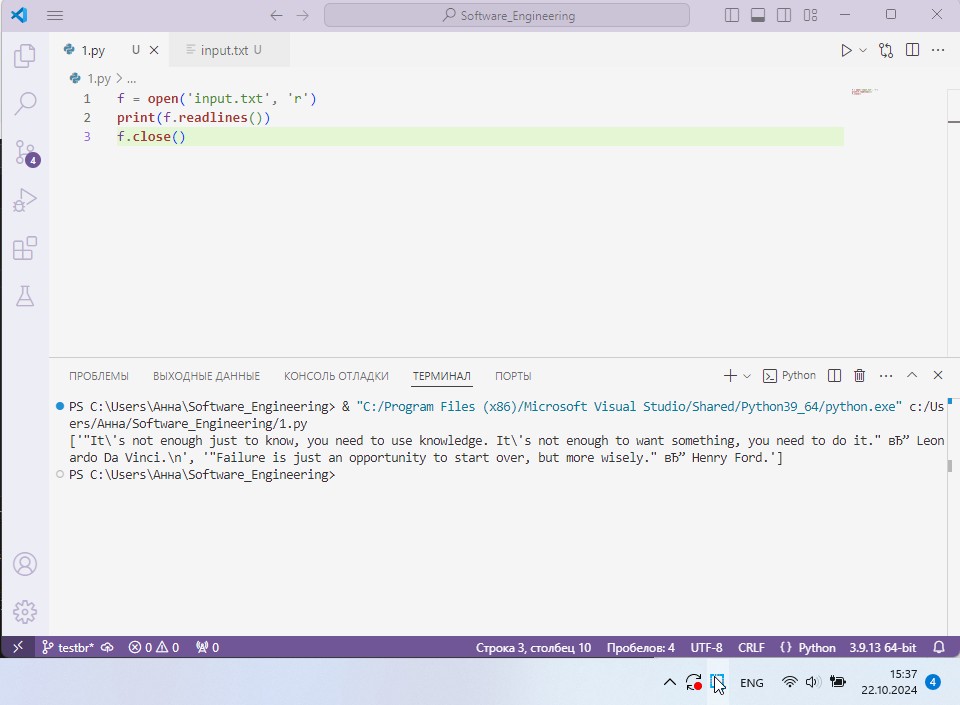 Software_Engineering
1.py U
input.txt U
1.py > ...
1 f = open('input.txt', 'r')
2 print(f.readlines())
3 f.close()
4
ПРОБЛЕМЫ ВЫХОДНЫЕ ДАННЫЕ КОНСОЛЬ ОТЛАДКИ ТЕРМИНАЛ ПОРТЫ
Python
PS C:\Users\Анна\Software_Engineering> & "C:/Program Files (x86)/Microsoft Visual Studio/Shared/Python39_64/python.exe" c:/Us
ers/Анна/Software_Engineering/1.py
['"It\'s not enough just to know, you need to use knowledge. It\'s not enough to want something, you need to do it." вЂ” Leon
ardo Da Vinci.\n', '"Failure is just an opportunity to start over, but more wisely." вЂ” Henry Ford.']
PS C:\Users\Анна\Software_Engineering>
testbr* 0 0 0 Строка 3, столбец 10 Пробелов: 4 UTF-8 CRLF {} Python 3.9.13 64-bit
ENG
15:37
22.10.2024
4